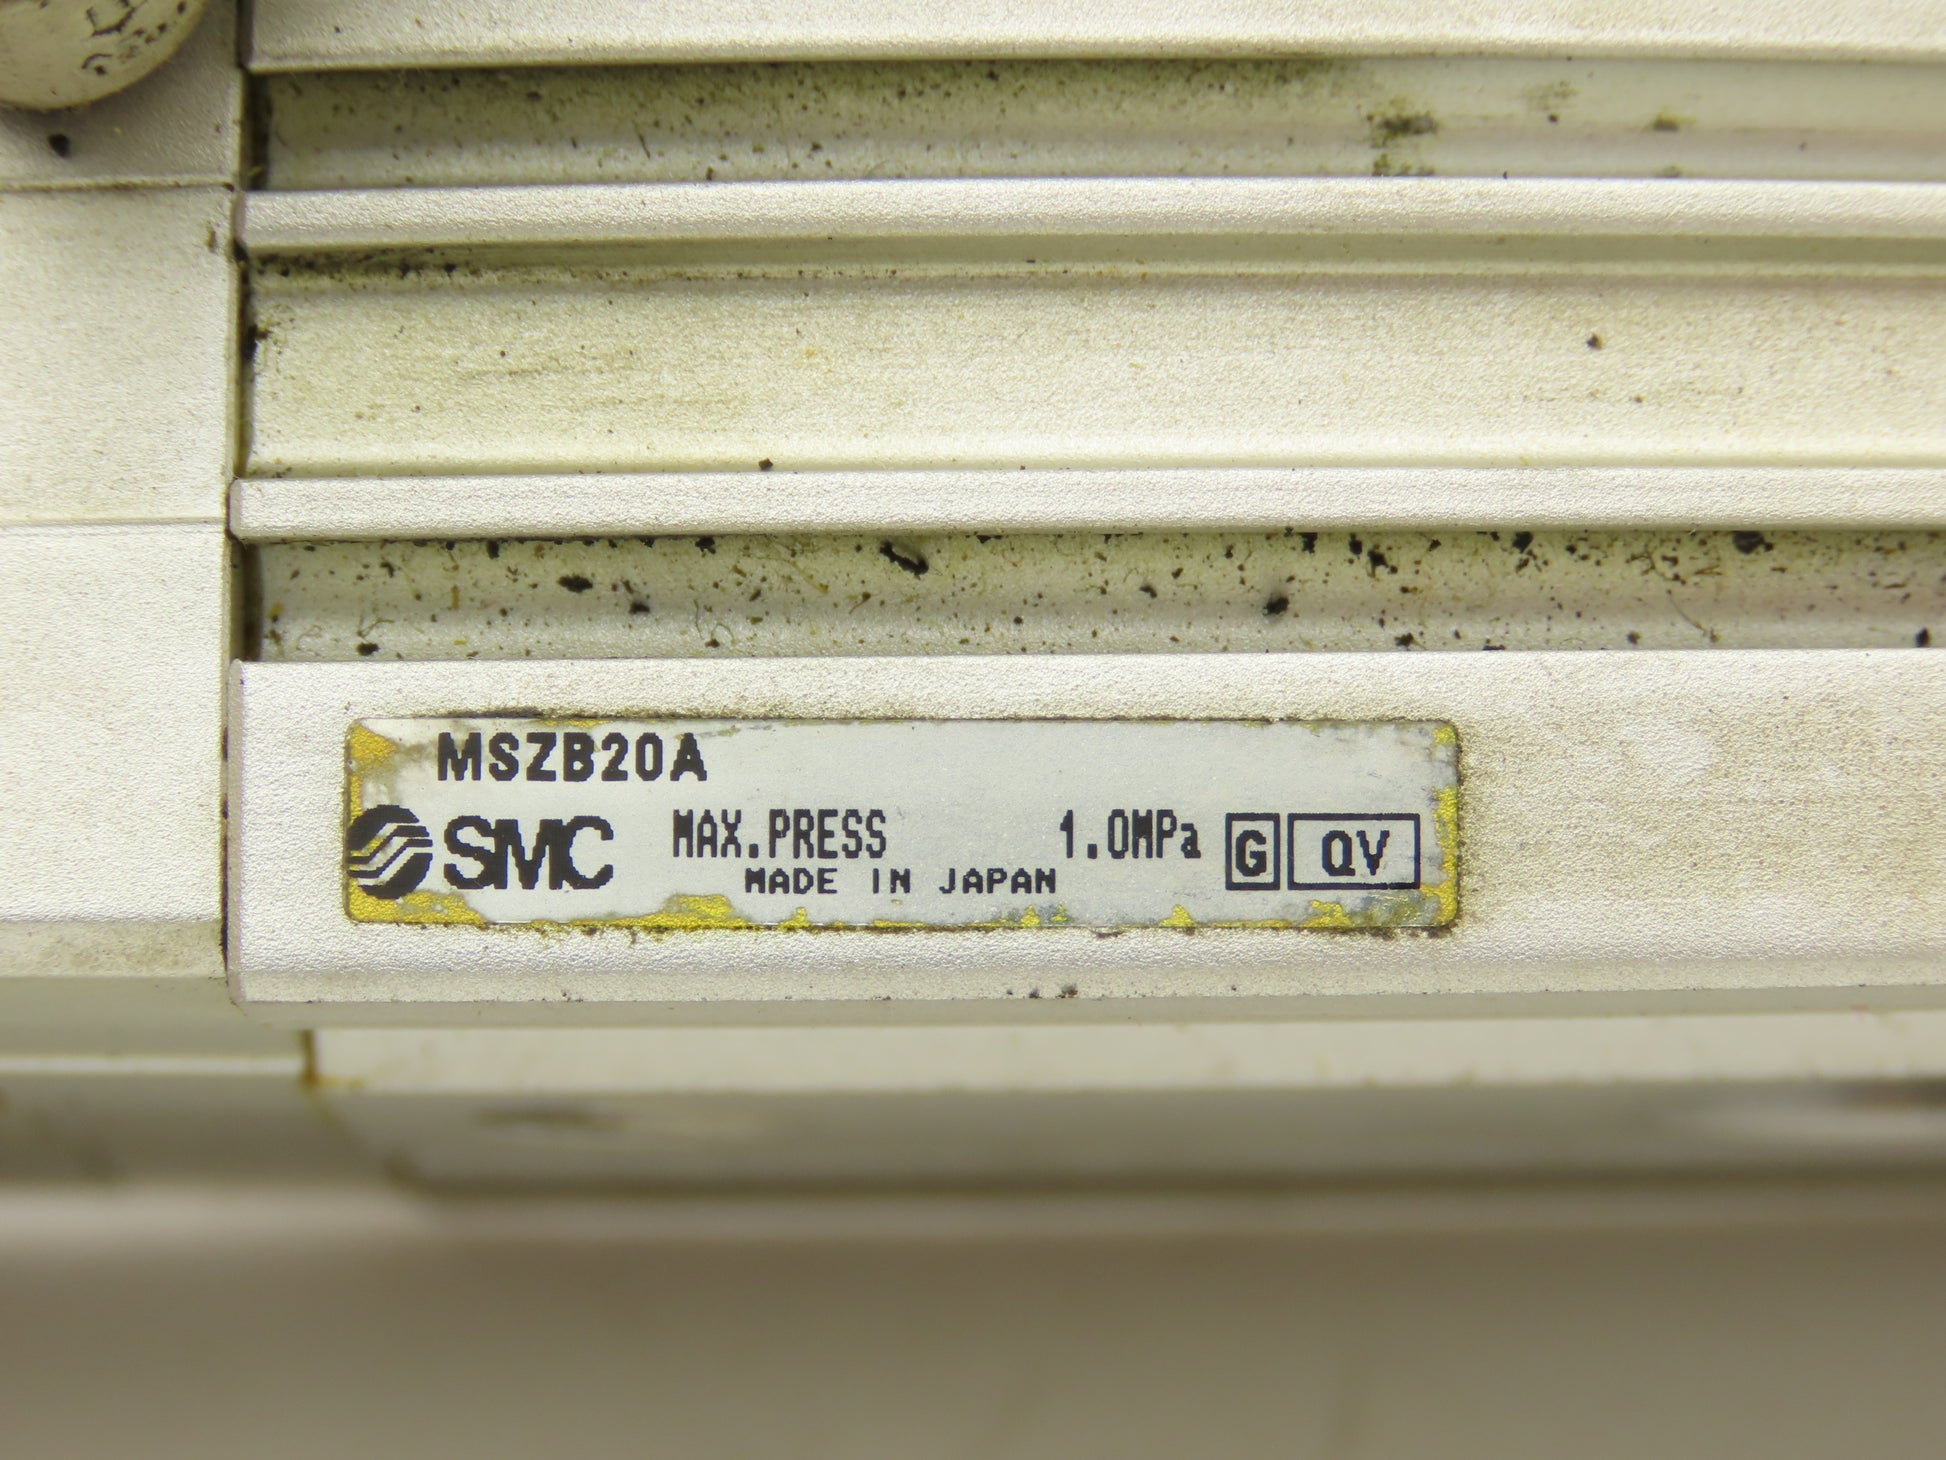 MSZB20A
SMC MAX.PRESS 1.0MPa G QV
MADE IN JAPAN